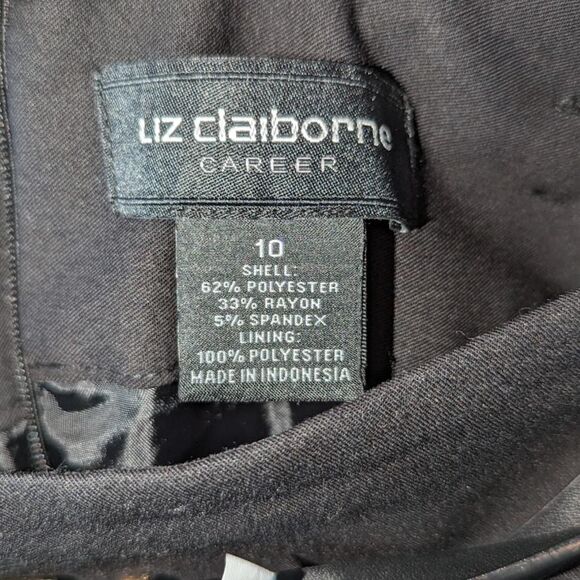 Liz claiborne
CAREER
10
SHELL:
62% POLYESTER
33% RAYON
5% SPANDEX
LINING:
100% POLYESTER
MADE IN INDONESIA